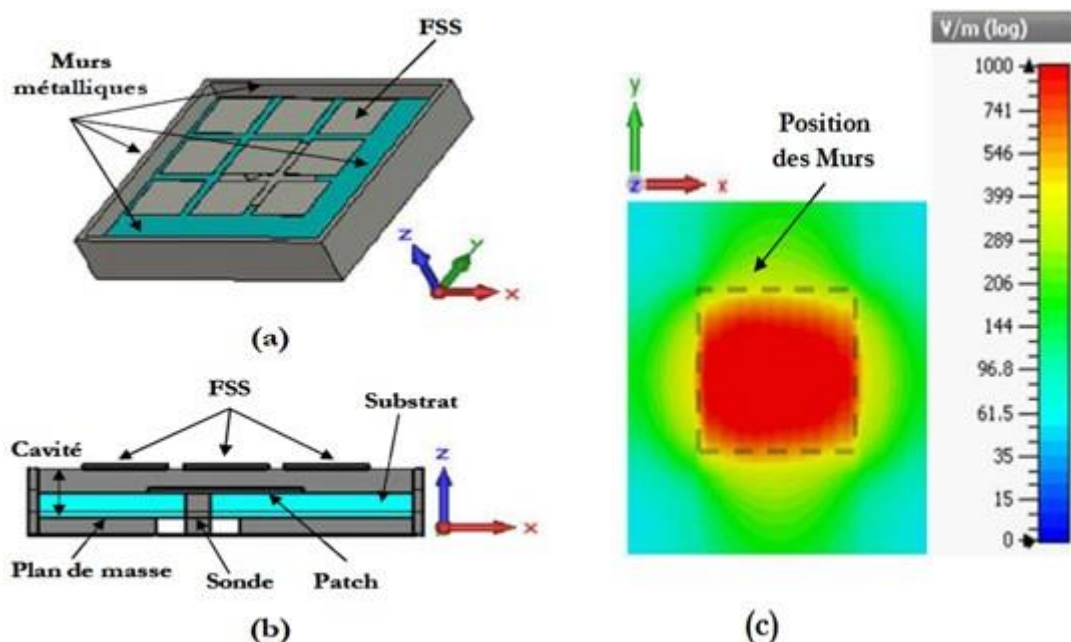 FSS
Murs
métalliques
z
y
x
(a)
FSS
Substrat
Cavité
z
x
Plan de masse
Sonde
Patch
(b)
y
z
x
Position
des Murs
(c)
V/m (log)
1000
741
546
399
289
206
144
96.8
61.5
35
15
0